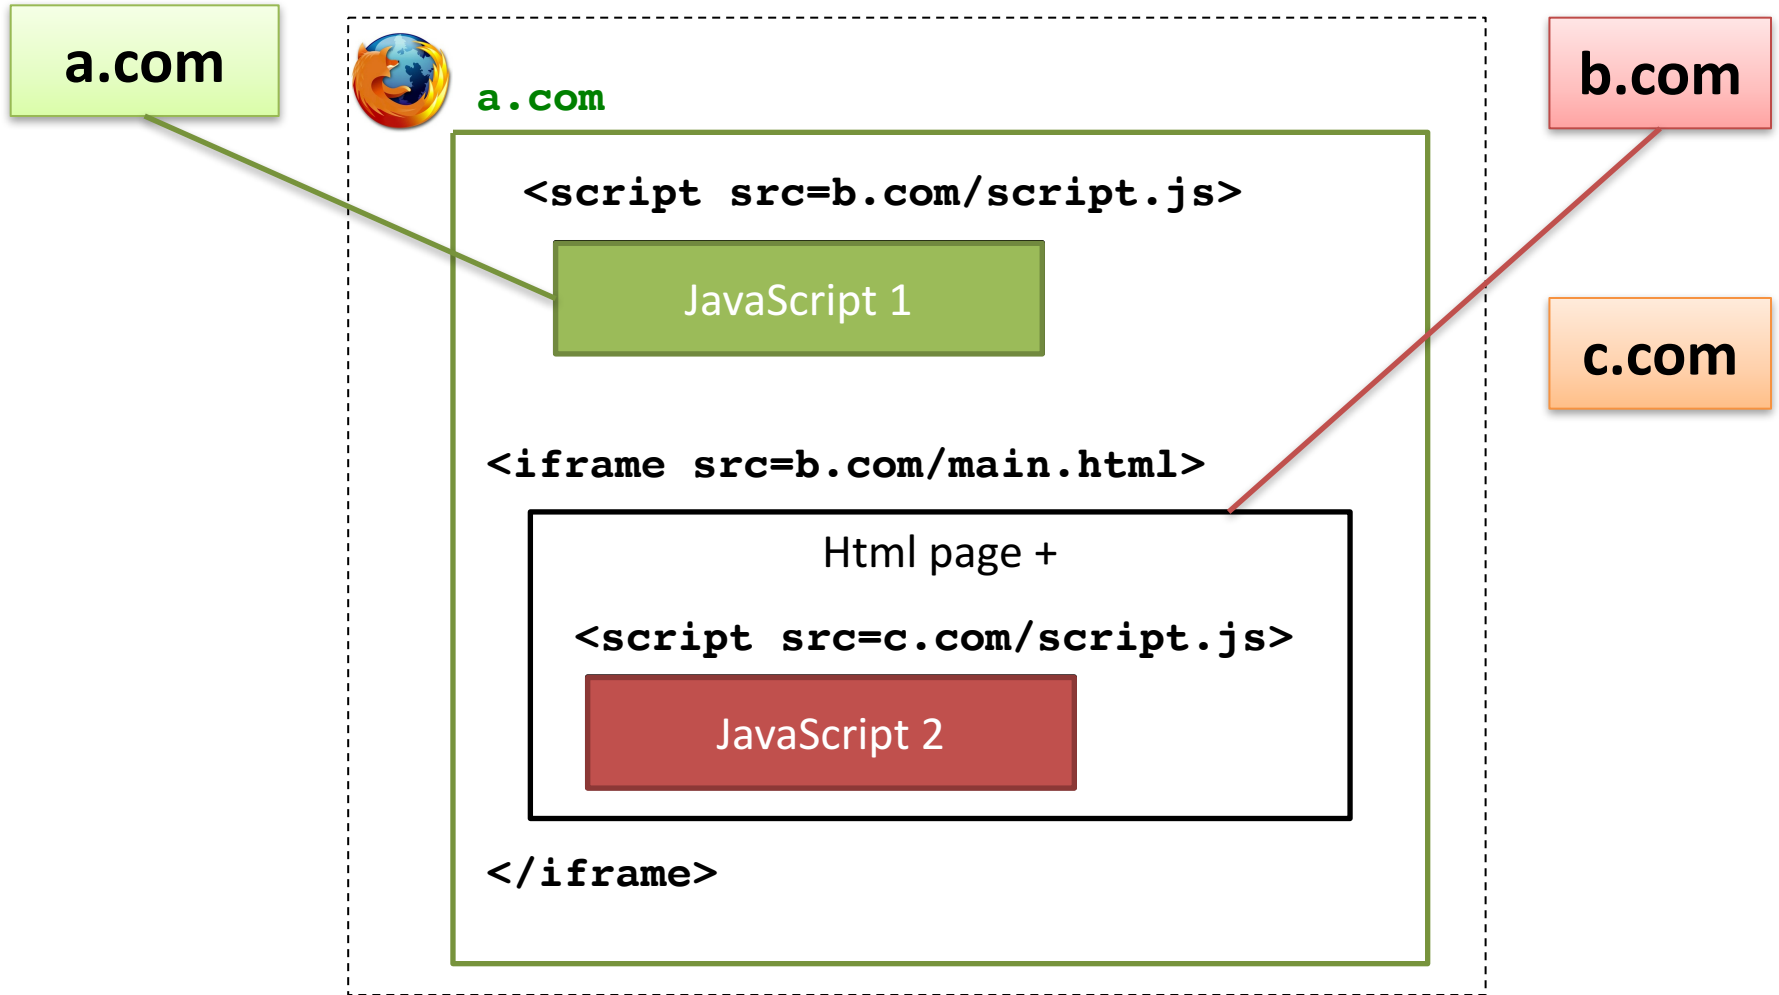 a.com
a.com
b.com
<script src=b.com/script.js>
JavaScript 1
c.com
<iframe src=b.com/main.html>
Html page +
<script src=c.com/script.js>
JavaScript 2
</iframe>